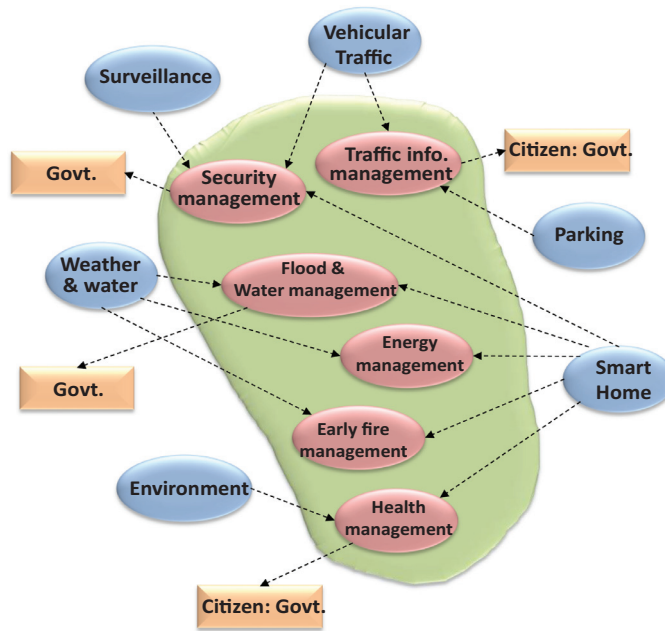 Vehicular
Traffic
Surveillance
Traffic info.
management
Citizen: Govt.
Govt.
Security
management
Parking
Weather
& water
Flood &
Water management
Energy
management
Smart
Home
Govt.
Early fire
management
Environment
Health
management
Citizen: Govt.